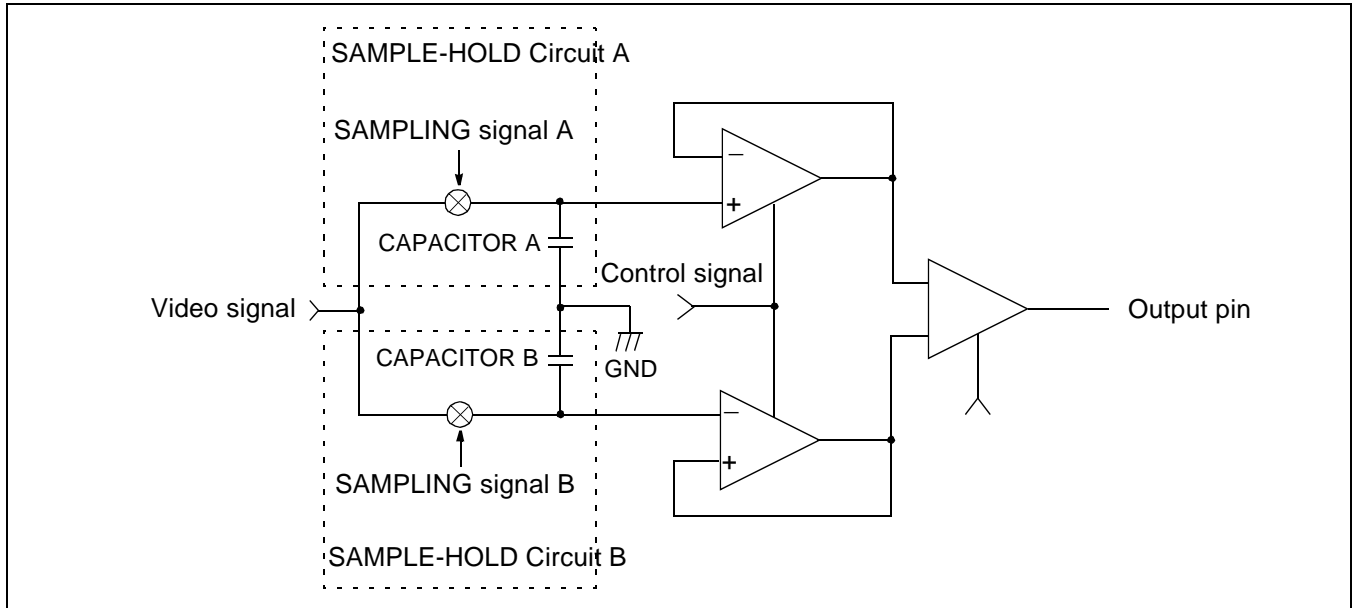 SAMPLE-HOLD Circuit A
SAMPLING signal A
−
+
CAPACITOR A
Control signal
Video signal
Output pin
CAPACITOR B
GND
−
+
SAMPLING signal B
SAMPLE-HOLD Circuit B